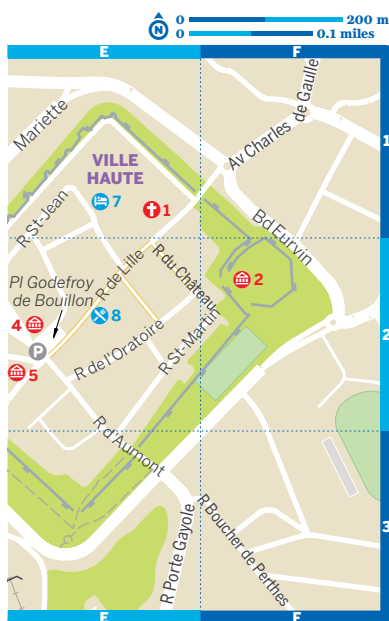 N
0 200 m
0 0.1 miles
E F
Mariette
Av Charles de Gaulle
1
VILLE
HAUTE
7
1
R St-Jean
Bd Eurvin
R de Lille
R du Château
2
Pl Godefroy
de Bouillon
4
8
P
5
R de l'Oratoire
R St-Martin
2
R d'Aumont
R Porte Gayole
R Boucher de Perthes
3
E F